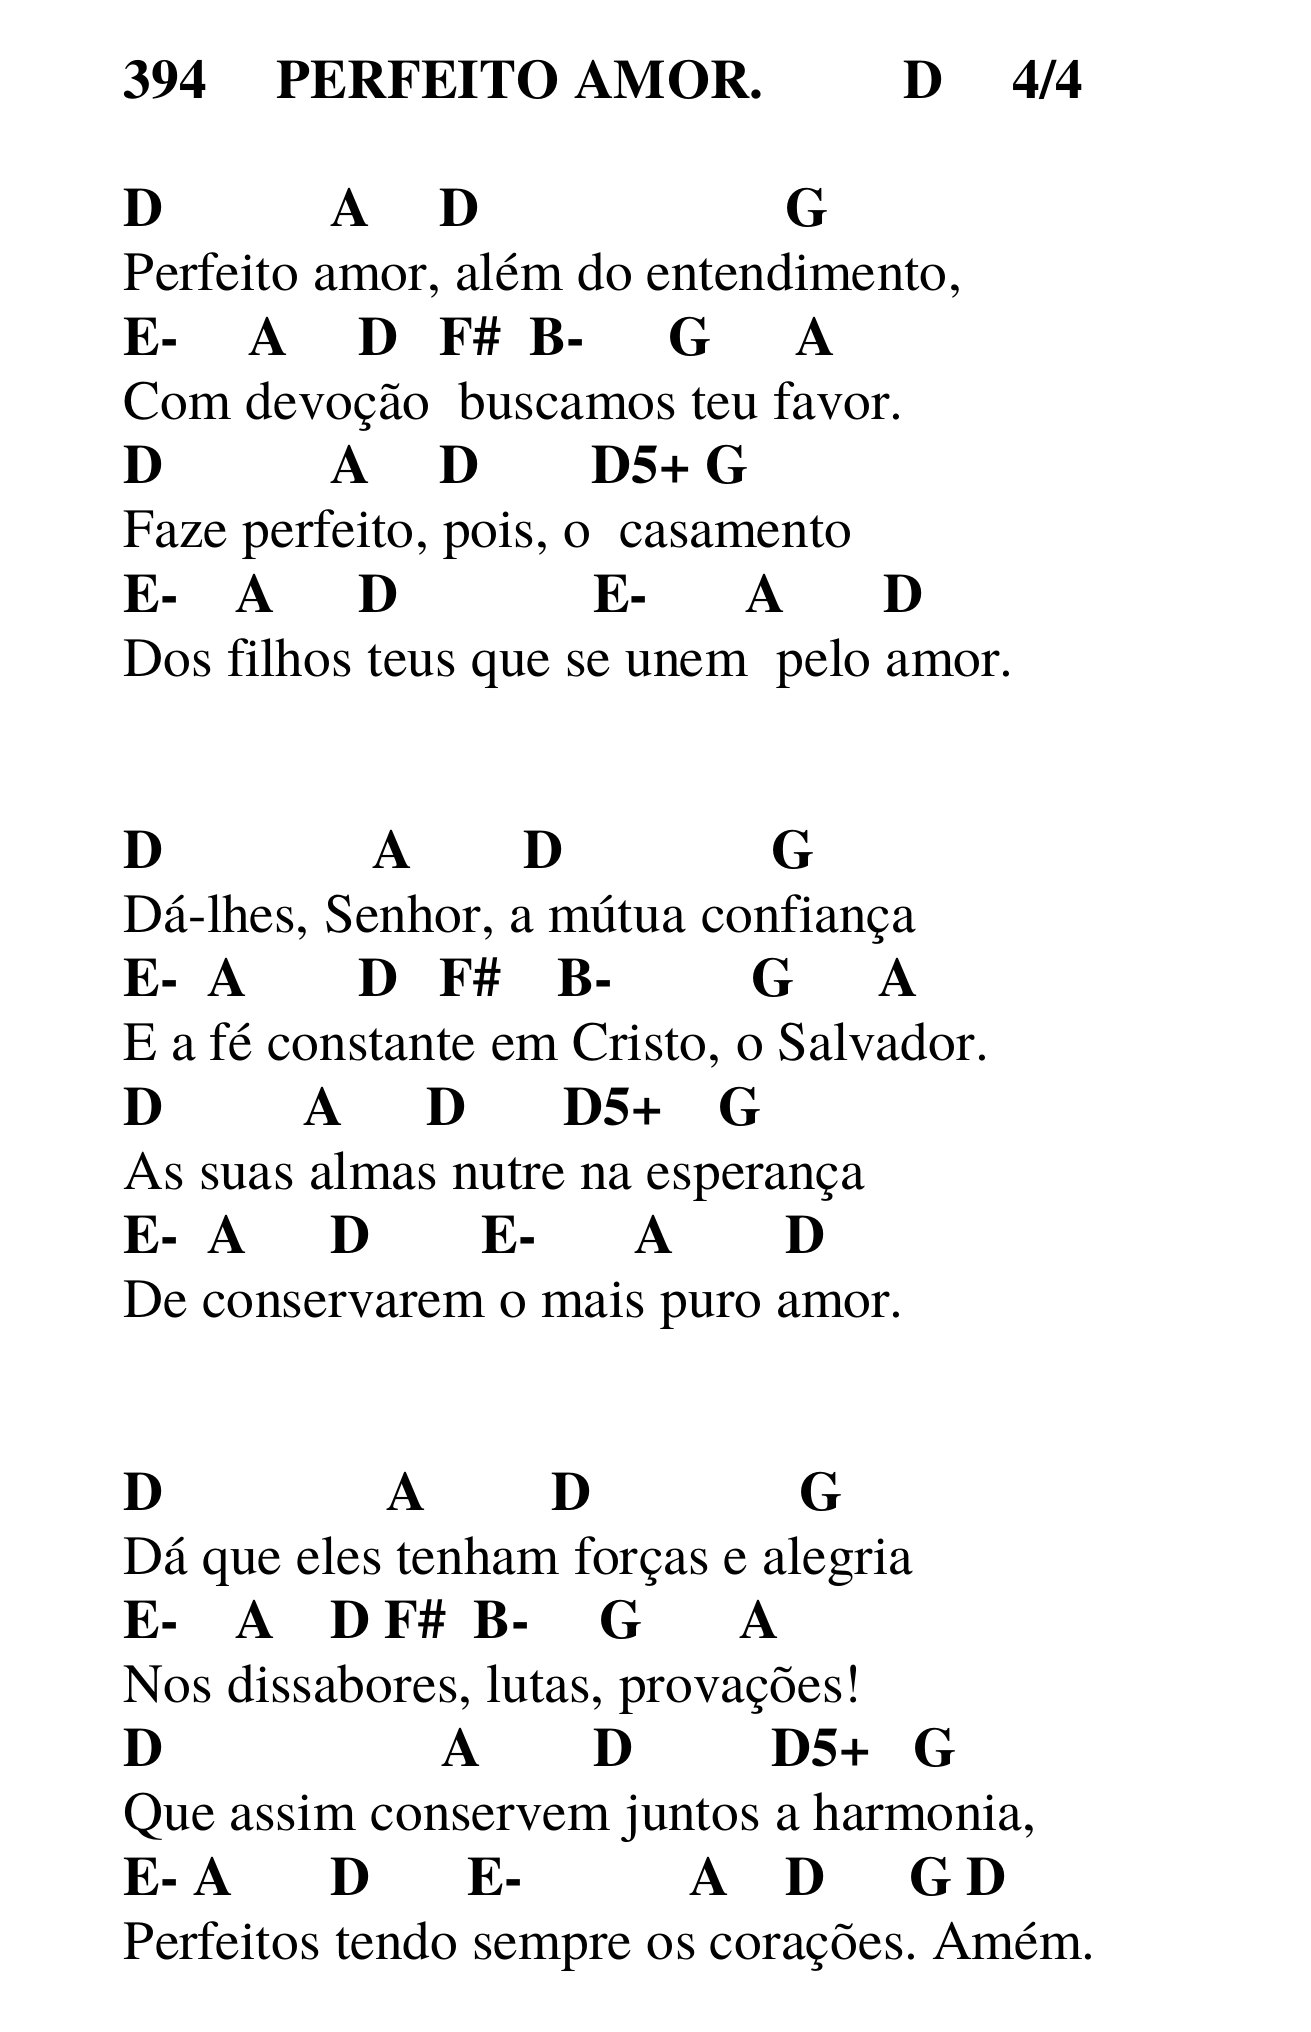 394 PERFEITO AMOR. D 4/4
D A D G
Perfeito amor, além do entendimento,
E- A D F# B- G A
Com devoção buscamos teu favor.
D A D D5+ G
Faze perfeito, pois, o casamento
E- A D E- A D
Dos filhos teus que se unem pelo amor.
D A D G
Dá-lhes, Senhor, a mútua confiança
E- A D F# B- G A
E a fé constante em Cristo, o Salvador.
D A D D5+ G
As suas almas nutre na esperança
E- A D E- A D
De conservarem o mais puro amor.
D A D G
Dá que eles tenham forças e alegria
E- A D F# B- G A
Nos dissabores, lutas, provações!
D A D D5+ G
Que assim conservem juntos a harmonia,
E- A D E- A D G D
Perfeitos tendo sempre os corações. Amém.